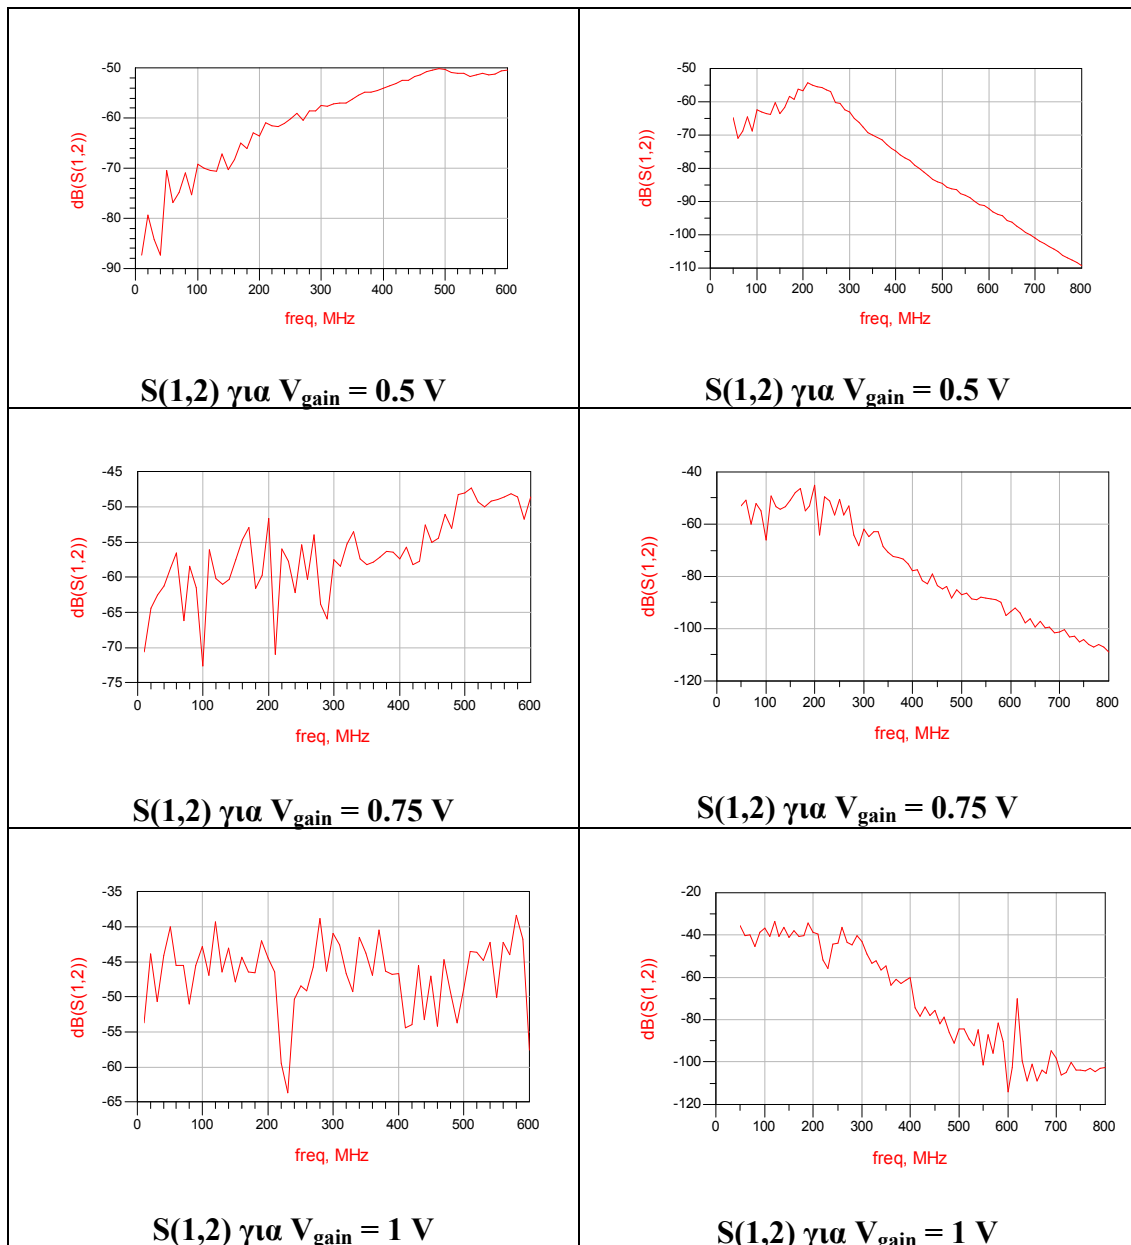 -50
-60
-70
-80
-90
0 100 200 300 400 500 600
dB(S(1,2))
freq, MHz
S(1,2) για Vgain = 0.5 V
-50
-60
-70
-80
-90
-100
-110
0 100 200 300 400 500 600 700 800
dB(S(1,2))
freq, MHz
S(1,2) για Vgain = 0.5 V
-45
-50
-55
-60
-65
-70
-75
0 100 200 300 400 500 600
dB(S(1,2))
freq, MHz
S(1,2) για Vgain = 0.75 V
-40
-60
-80
-100
-120
0 100 200 300 400 500 600 700 800
dB(S(1,2))
freq, MHz
S(1,2) για Vgain = 0.75 V
-35
-40
-45
-50
-55
-60
-65
0 100 200 300 400 500 600
dB(S(1,2))
freq, MHz
S(1,2) για Vgain = 1 V
-20
-40
-60
-80
-100
-120
0 100 200 300 400 500 600 700 800
dB(S(1,2))
freq, MHz
S(1,2) για Vgain = 1 V